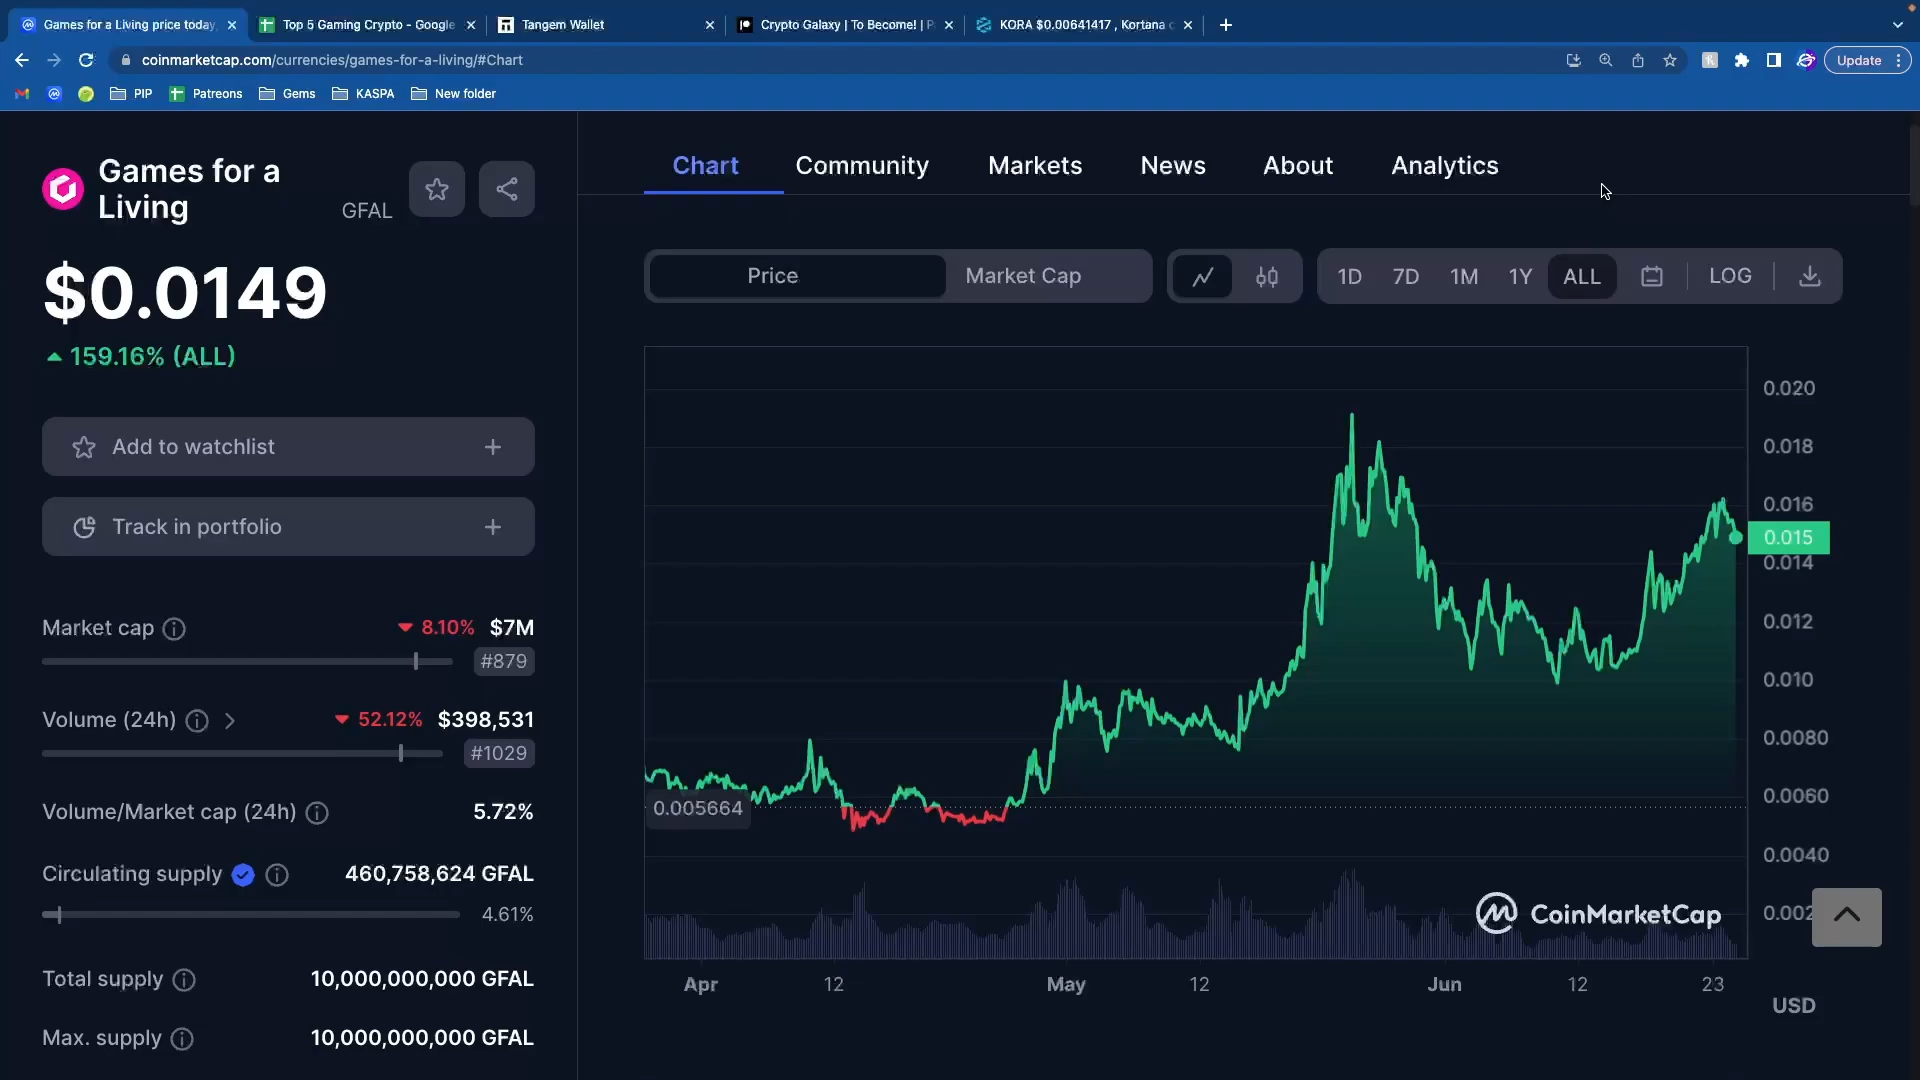 Games for a Living price today,
Top 5 Gaming Crypto - Google
Tangem Wallet
Crypto Galaxy | To Become! | P
KORA $0.00641417 , Kortana c
coinmarketcap.com/currencies/games-for-a-living/#Chart
Update
PIP
Patreons
Gems
KASPA
New folder
Games for a
Living
GFAL
$0.0149
159.16% (ALL)
Add to watchlist
Track in portfolio
Market cap
8.10%
$7M
#879
Volume (24h)
52.12%
$398,531
#1029
Volume/Market cap (24h)
5.72%
Circulating supply
460,758,624 GFAL
4.61%
Total supply
10,000,000,000 GFAL
Max. supply
10,000,000,000 GFAL
Chart
Community
Markets
News
About
Analytics
Price
Market Cap
1D
7D
1M
1Y
ALL
LOG
0.020
0.018
0.016
0.015
0.014
0.012
0.010
0.0080
0.0060
0.0040
0.002
0.005664
CoinMarketCap
Apr
12
May
12
Jun
12
23
USD